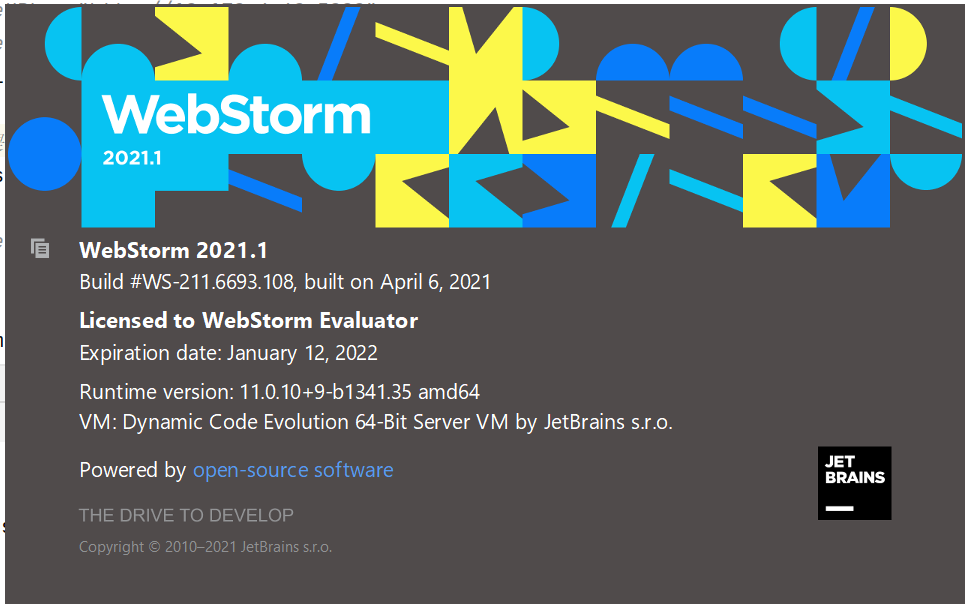 WebStorm
2021.1
WebStorm 2021.1
Build #WS-211.6693.108, built on April 6, 2021
Licensed to WebStorm Evaluator
Expiration date: January 12, 2022
Runtime version: 11.0.10+9-b1341.35 amd64
VM: Dynamic Code Evolution 64-Bit Server VM by JetBrains s.r.o.
Powered by open-source software
JET
BRAINS
THE DRIVE TO DEVELOP
Copyright © 2010–2021 JetBrains s.r.o.